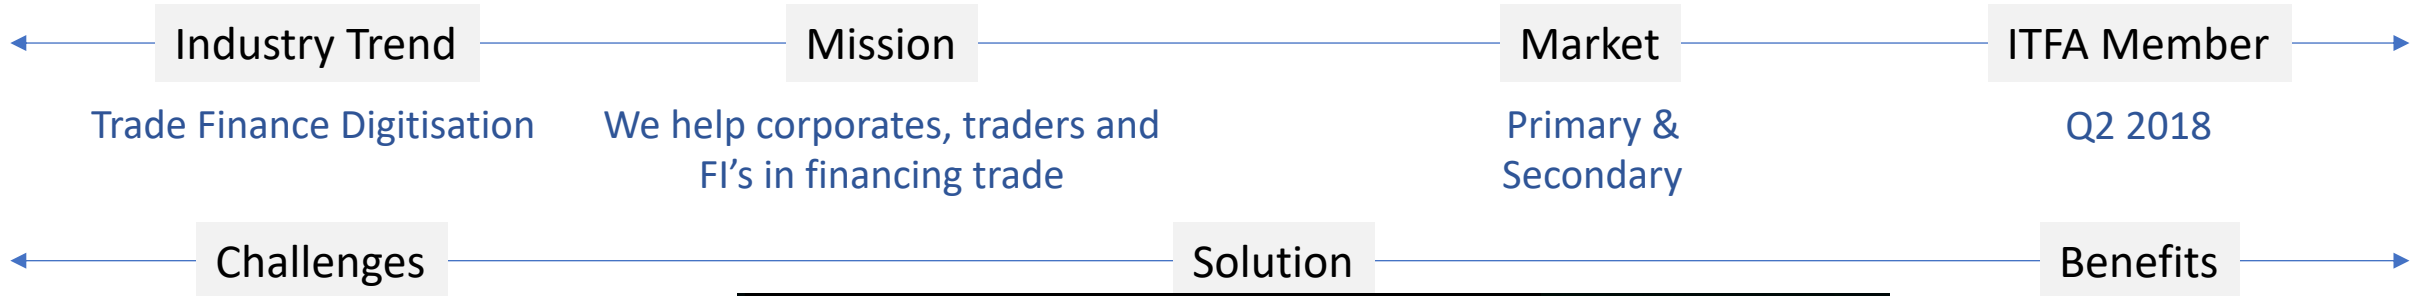 Industry Trend Mission Market ITFA Member
Trade Finance Digitisation We help corporates, traders and Primary & Q2 2018
FI’s in financing trade Secondary
Challenges Solution Benefits